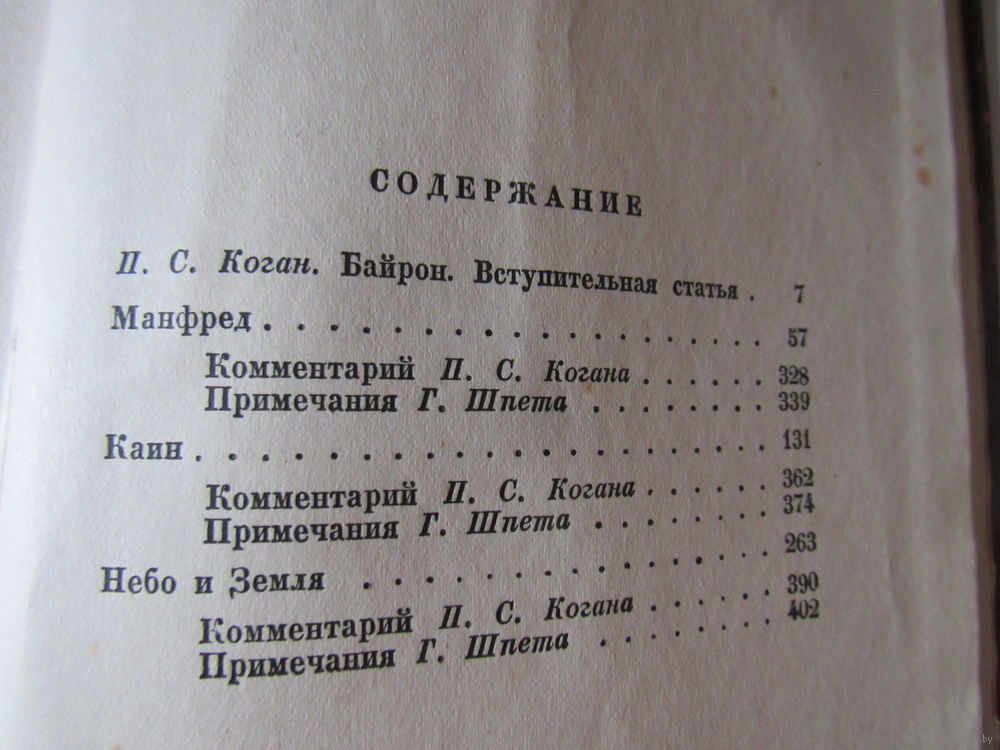 СОДЕРЖАНИЕ
П. С. Коган. Байрон. Вступительная статья . 7
Манфред . . . . . . . . . . . . . . . . 57
Комментарий П. С. Когана . . . . . . 328
Примечания Г. Шпета . . . . . . . . 339
Каин . . . . . . . . . . . . . . . . . . 131
Комментарий П. С. Когана . . . . . . 362
Примечания Г. Шпета . . . . . . . . 374
Небо и Земля . . . . . . . . . . . . . 263
Комментарий П. С. Когана . . . . . . 390
Примечания Г. Шпета . . . . . . . . 402
.by